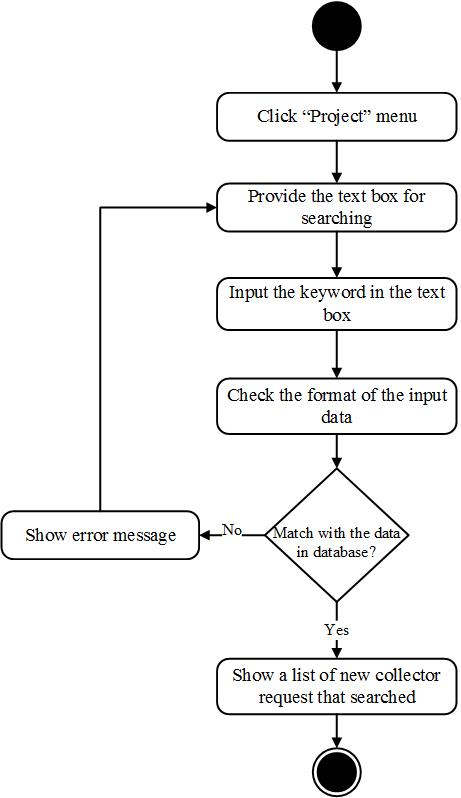 Click “Project” menu
Provide the text box for
searching
Input the keyword in the text
box
Check the format of the input
data
Match with the data
in database?
No
Show error message
Yes
Show a list of new collector
request that searched